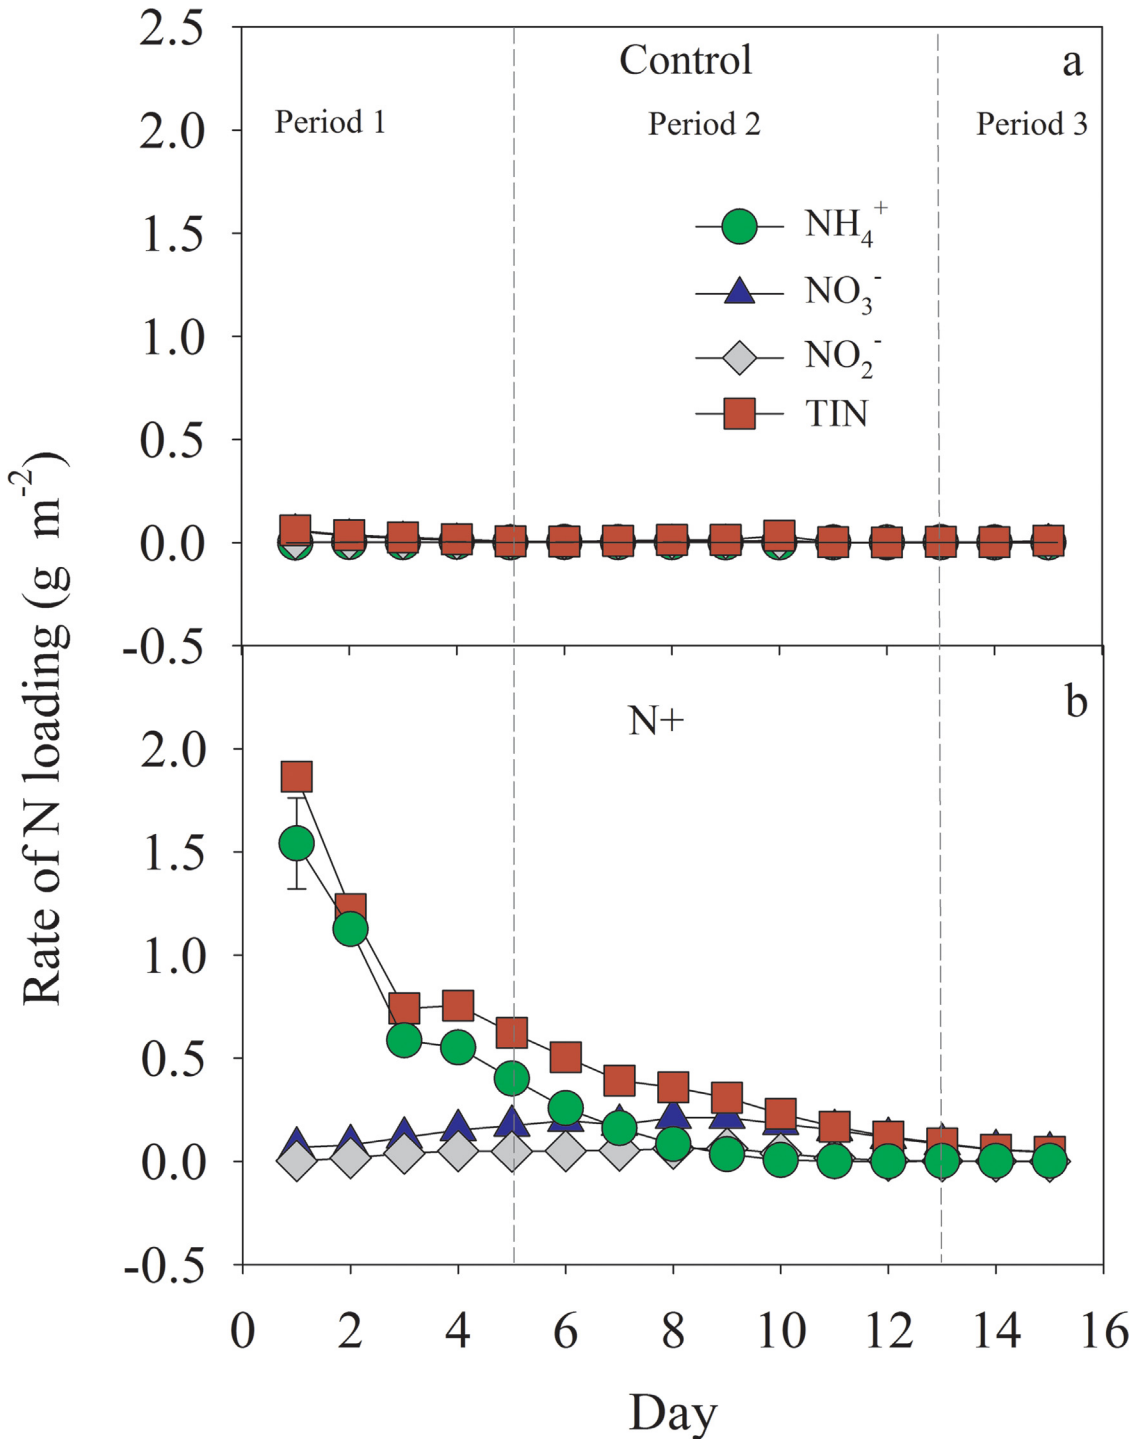 2.5
Control
a
Period 1
Period 2
Period 3
2.0
1.5
1.0
0.5
0.0
-0.5
NH4+
NO3-
NO2-
TIN
Rate of N loading (g m-2)
N+
b
2.0
1.5
1.0
0.5
0.0
-0.5
0 2 4 6 8 10 12 14 16
Day